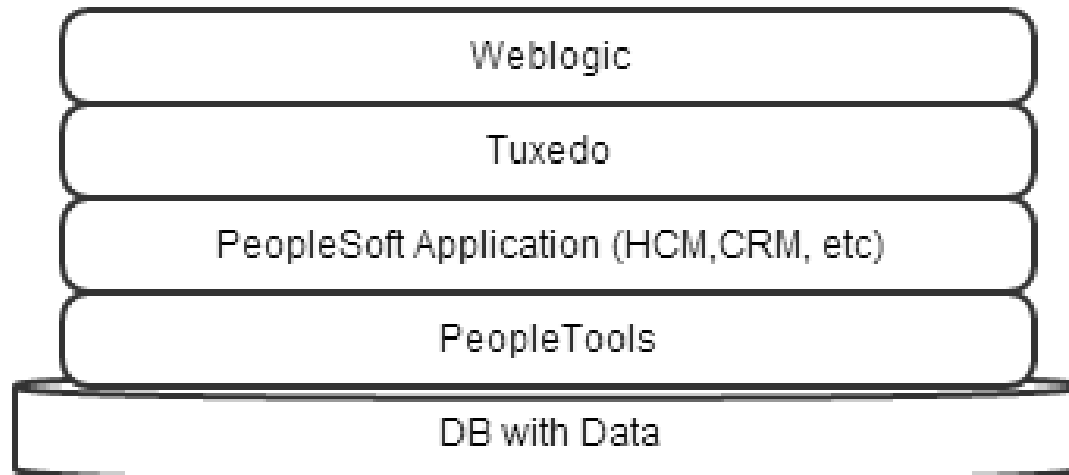 Weblogic
Tuxedo
PeopleSoft Application (HCM,CRM, etc)
PeopleTools
DB with Data